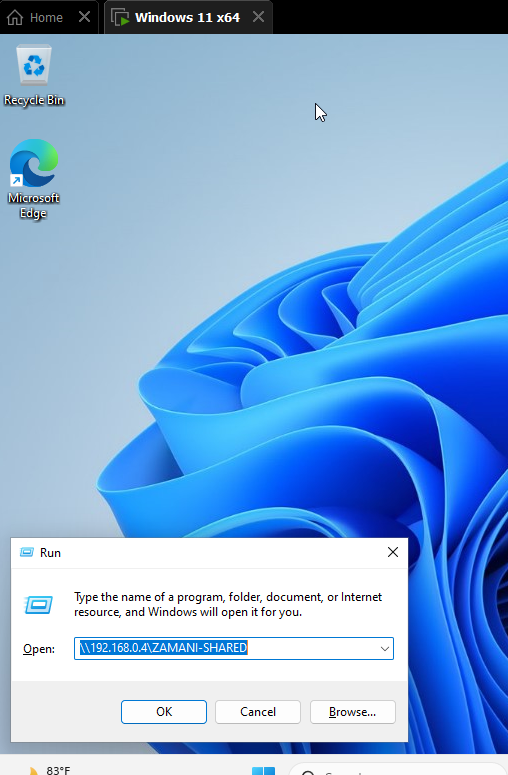 Home
Windows 11 x64
Recycle Bin
Microsoft
Edge
Run
Type the name of a program, folder, document, or Internet
resource, and Windows will open it for you.
Open:
\\192.168.0.4\ZAMANI-SHARED
OK
Cancel
Browse...
83°F